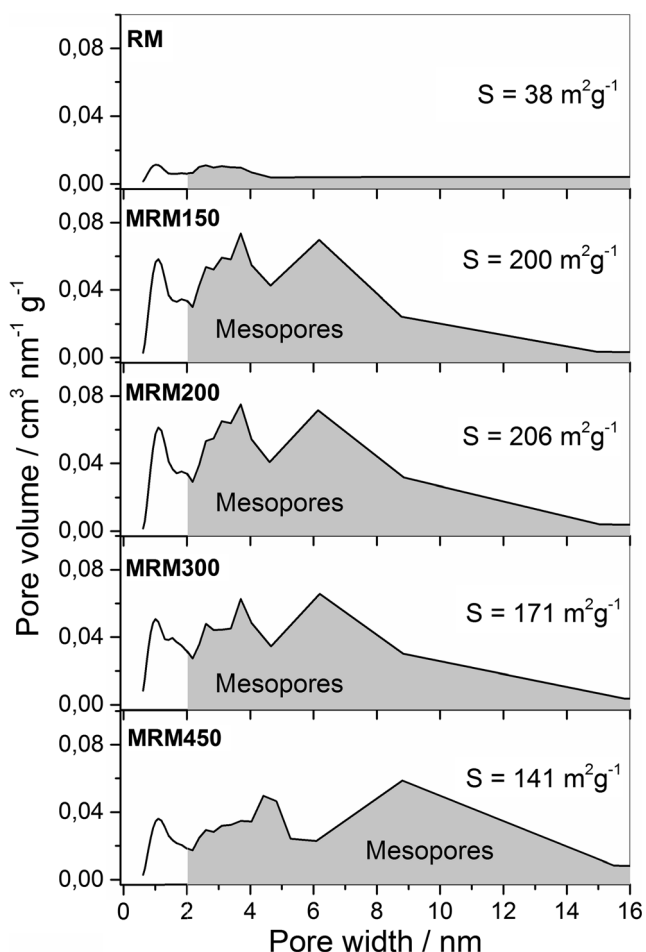 RM
S = 38 m²g⁻¹
0,08
0,04
0,00
MRM150
S = 200 m²g⁻¹
Mesopores
0,08
0,04
0,00
MRM200
S = 206 m²g⁻¹
Mesopores
0,08
0,04
0,00
MRM300
S = 171 m²g⁻¹
Mesopores
0,08
0,04
0,00
MRM450
S = 141 m²g⁻¹
Mesopores
0,08
0,04
0,00
0 2 4 6 8 10 12 14 16
Pore width / nm
Pore volume / cm³ nm⁻¹ g⁻¹